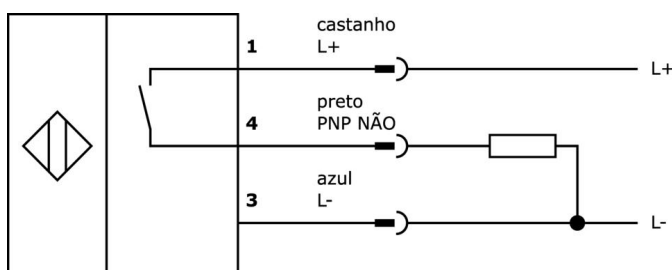 castanho
1 L+
L+
preto
4 PNP NÃO
azul
3 L-
L-